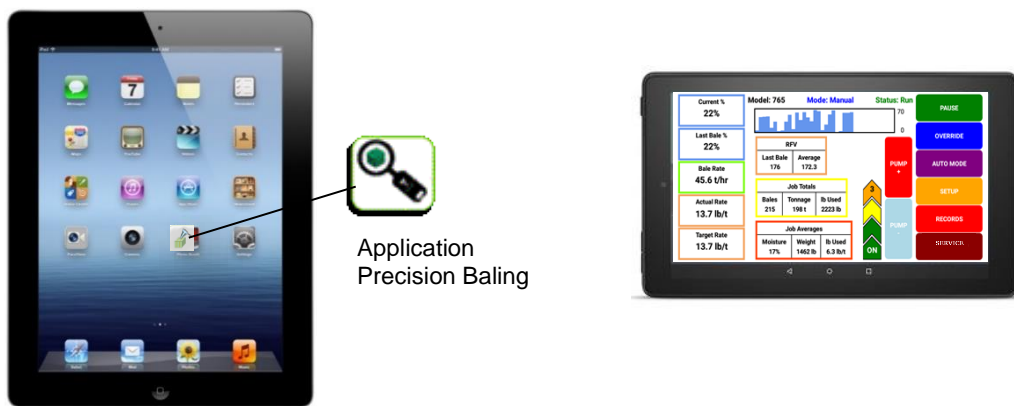 7
Application
Precision Baling
Model: 765 Mode: Manual Status: Run
Current %
22%
Last Bale %
22%
Bale Rate
45.6 t/hr
Actual Rate
13.7 lb/t
Target Rate
13.7 lb/t
70
0
RFV
Last Bale Average
176 172.3
Job Totals
Bales Tonnage lb Used
215 198 t 2223 lb
Job Averages
Moisture Weight lb Used
17% 1462 lb 6.3 lb/t
3
ON
PUMP
+
PUMP
-
PAUSE
OVERRIDE
AUTO MODE
SETUP
RECORDS
SERVICE